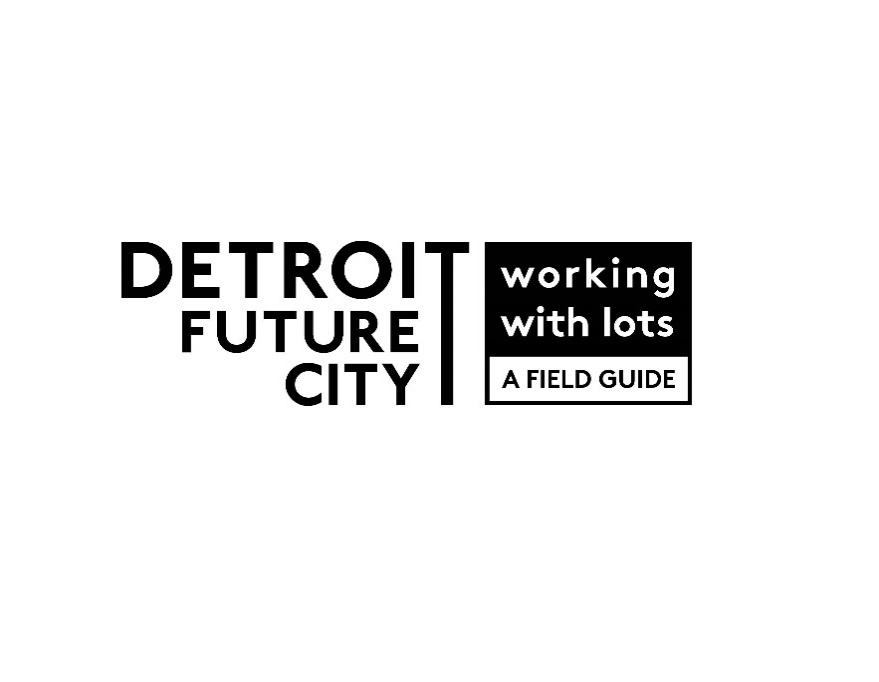 DETROIT
FUTURE
CITY
working
with lots
A FIELD GUIDE